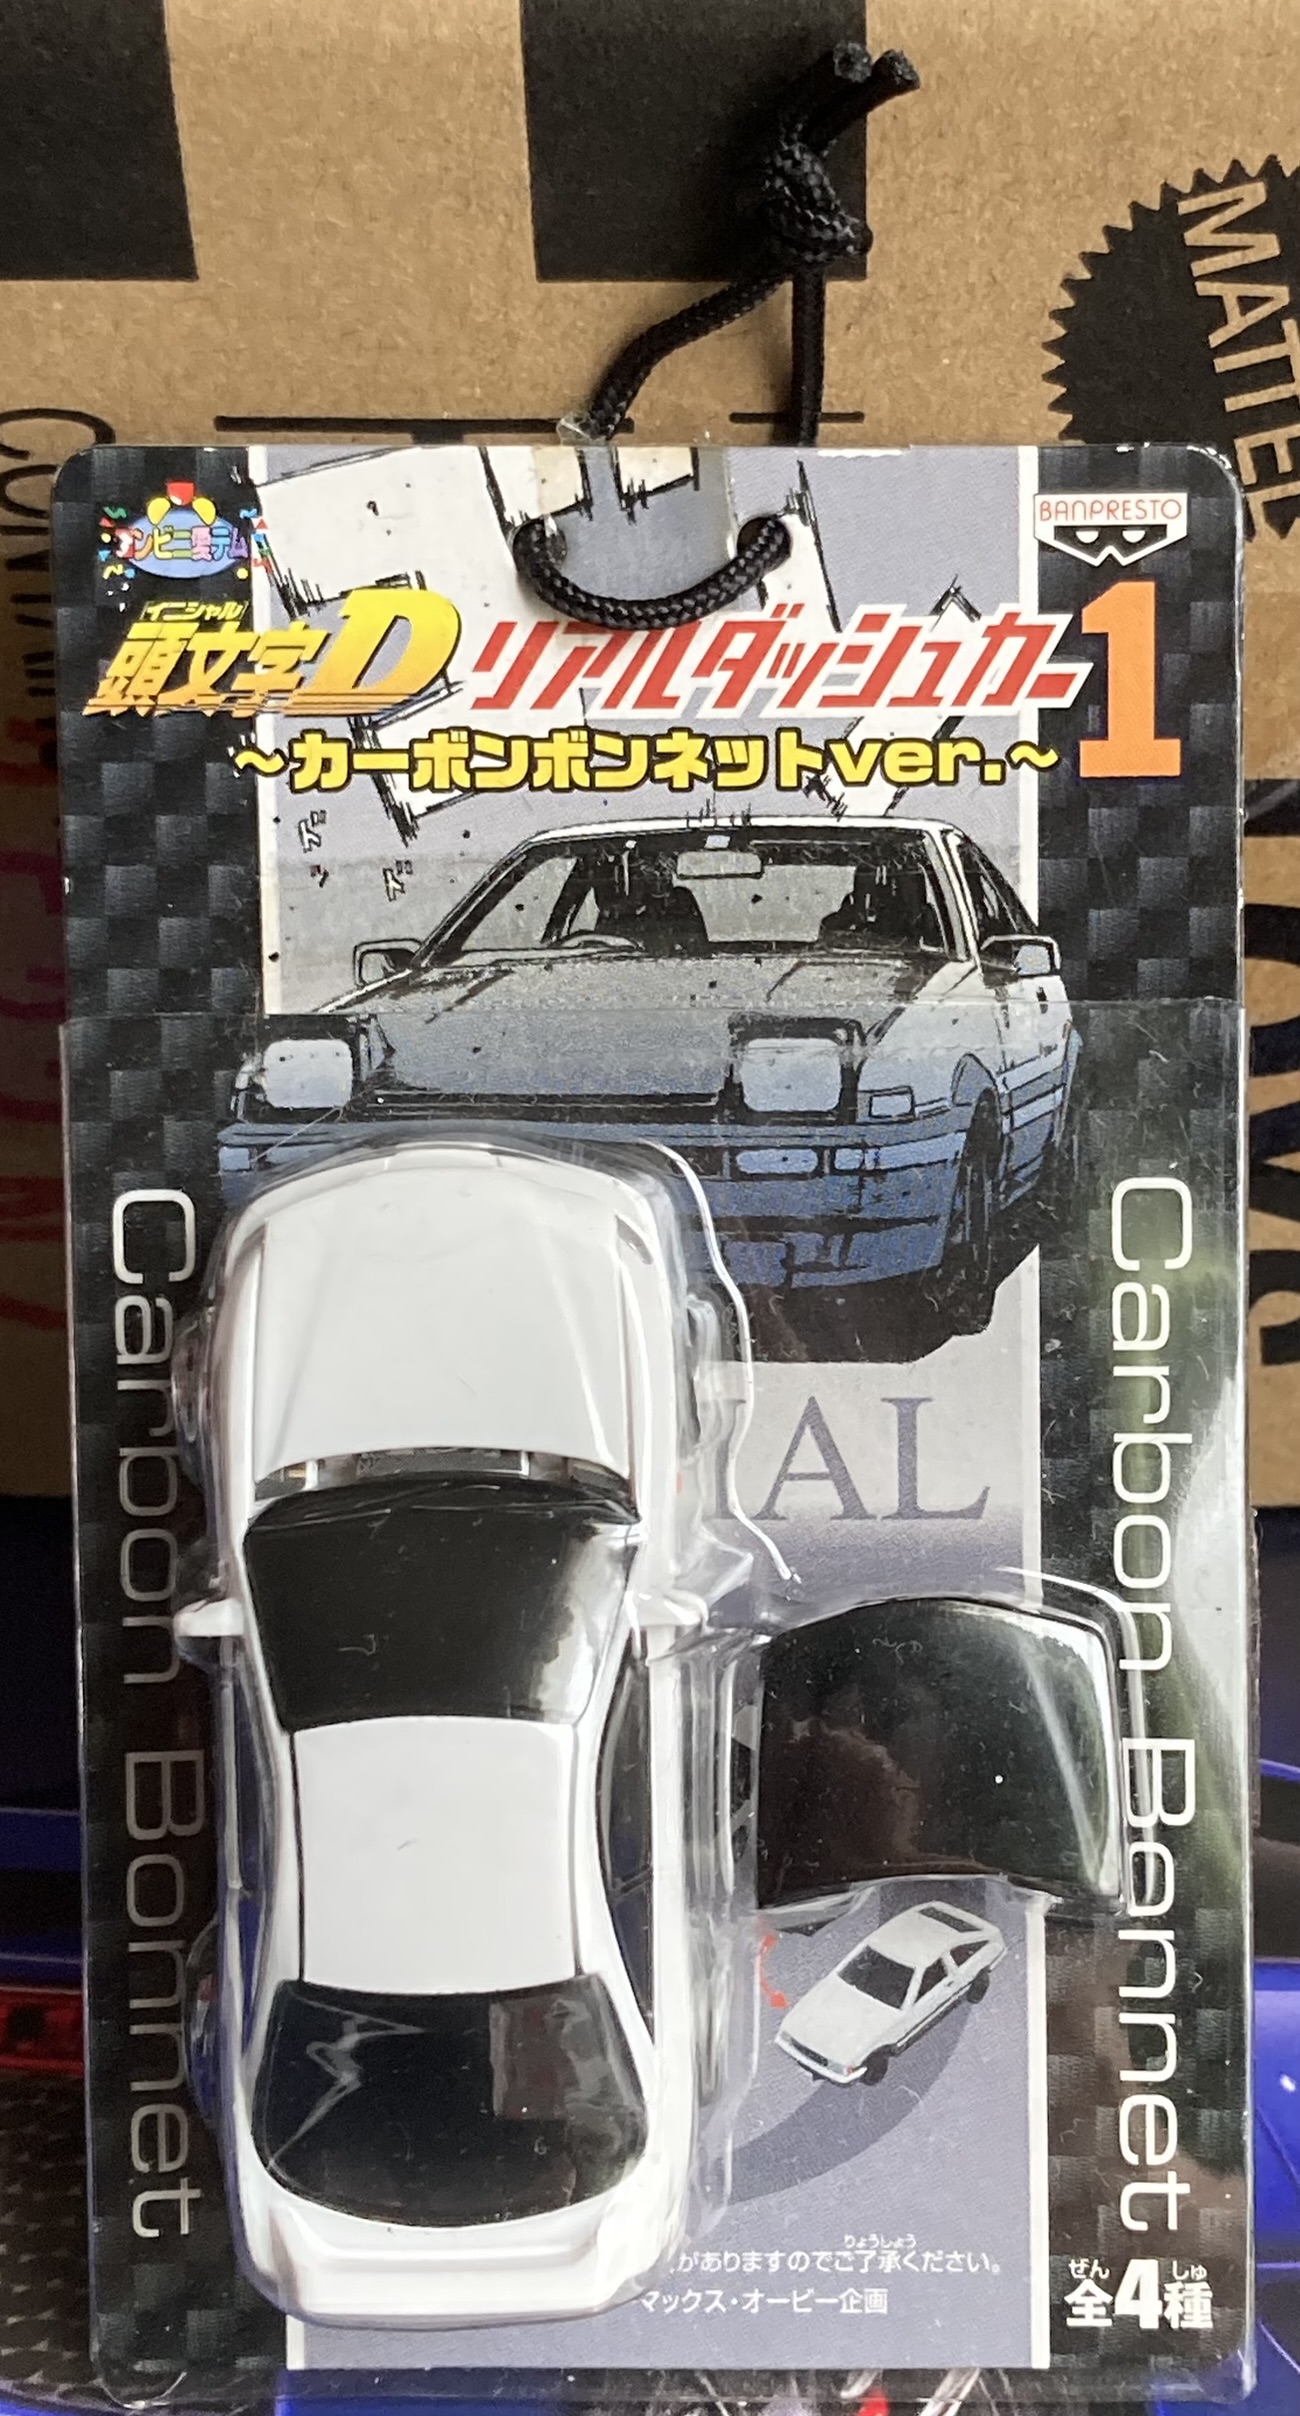 MATTEL
コンビニ愛テム
BANPRESTO
イニシャル
頭文字D リアルダッシュカー 1
～カーボンボンネットver.～
Carbon Bonnet
IAL
Carbon Bonnet
りょうしょう
がありますのでご了承ください。
マックス・オービー企画
ぜん しゅ
全4種